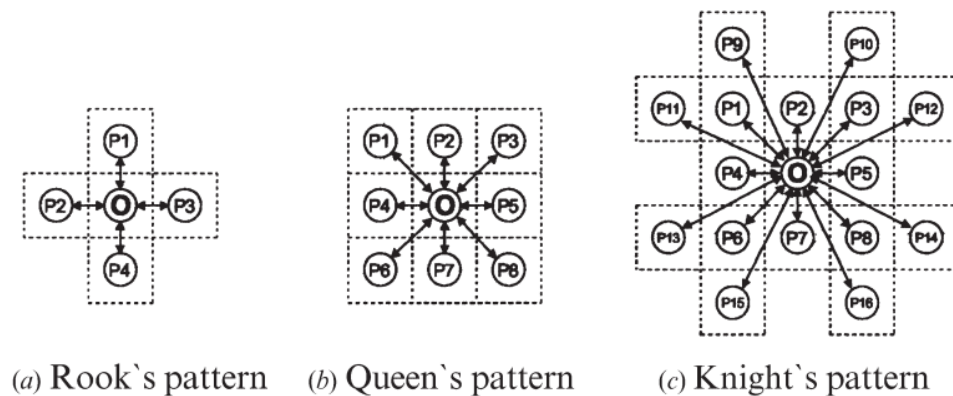 P9 P10
P11 P1 P2 P3 P12
P4 O P5
P13 P6 P7 P8 P14
P15 P16
P1
P2 O P3
P4
P1 P2 P3
P4 O P5
P6 P7 P8
(a) Rook`s pattern (b) Queen`s pattern (c) Knight`s pattern